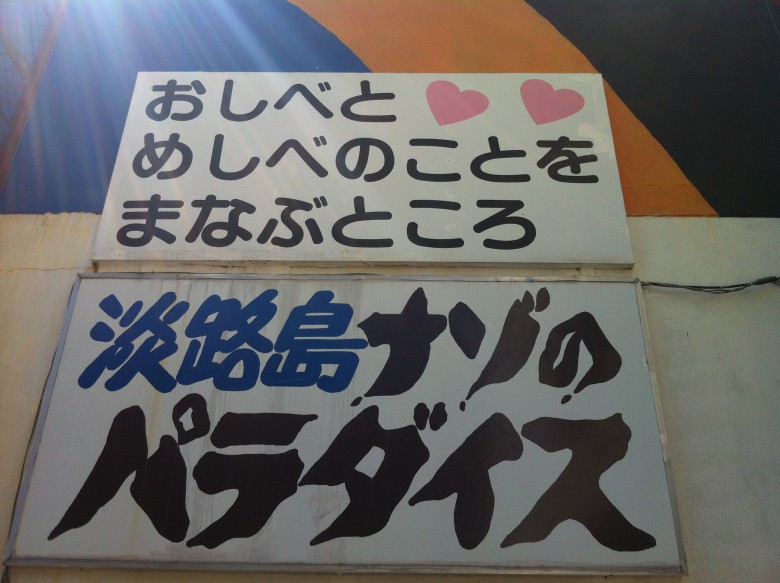 おしべと
めしべのことを
まなぶところ
淡路島ナゾの
パラダイス